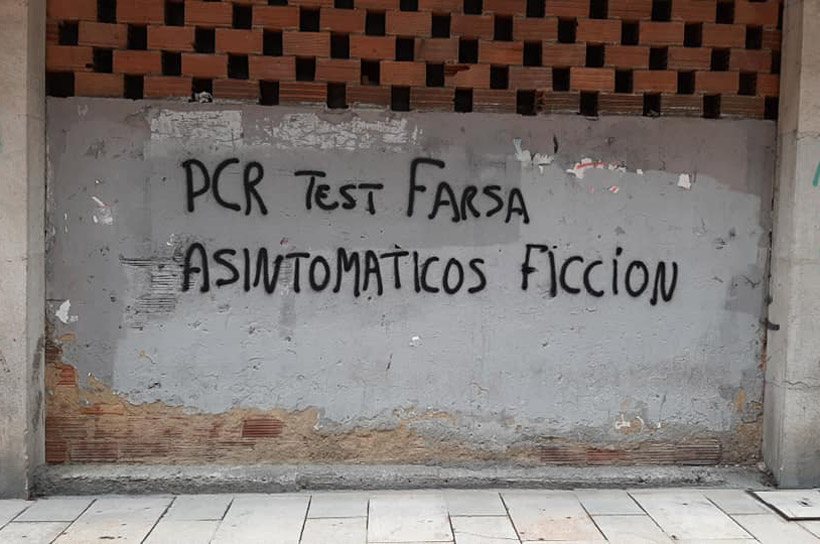 PCR TEST FARSA
ASINTOMATICOS FICCION